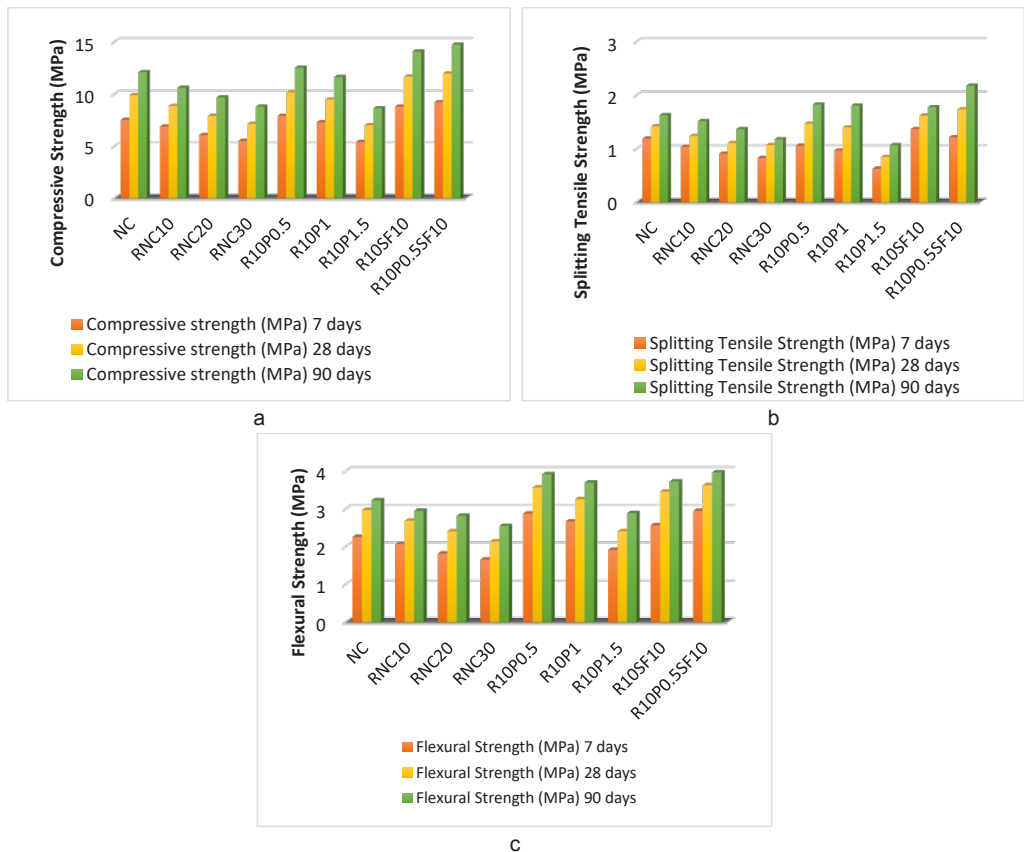 Compressive Strength (MPa)
15
10
5
0
NC
RNC10
RNC20
RNC30
R10P0.5
R10P1
R10P1.5
R10SF10
R10P0.5SF10
Compressive strength (MPa) 7 days
Compressive strength (MPa) 28 days
Compressive strength (MPa) 90 days
a
Splitting Tensile Strength (MPa)
3
2
1
0
NC
RNC10
RNC20
RNC30
R10P0.5
R10P1
R10P1.5
R10SF10
R10P0.5SF10
Splitting Tensile Strength (MPa) 7 days
Splitting Tensile Strength (MPa) 28 days
Splitting Tensile Strength (MPa) 90 days
b
Flexural Strength (MPa)
4
3
2
1
0
NC
RNC10
RNC20
RNC30
R10P0.5
R10P1
R10P1.5
R10SF10
R10P0.5SF10
Flexural Strength (MPa) 7 days
Flexural Strength (MPa) 28 days
Flexural Strength (MPa) 90 days
c